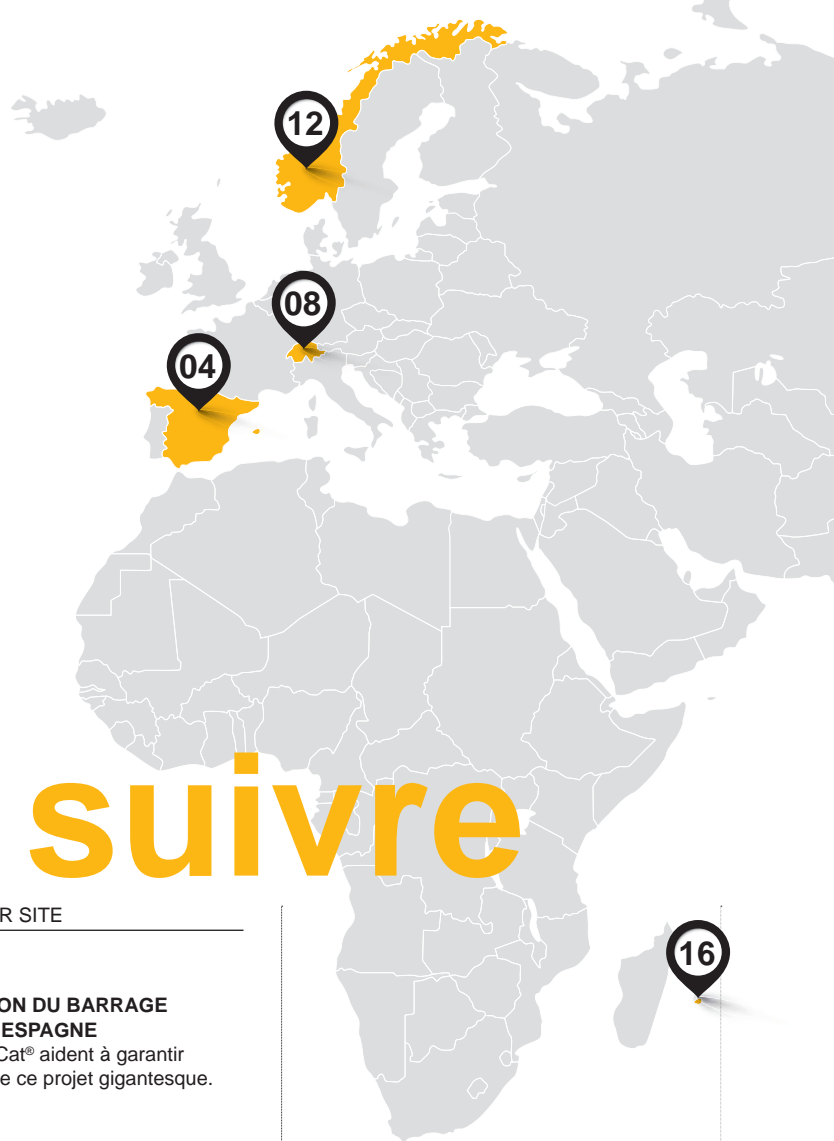 12
08
04
suivre
R SITE
16
ON DU BARRAGE
ESPAGNE
Cat® aident à garantir
e ce projet gigantesque.